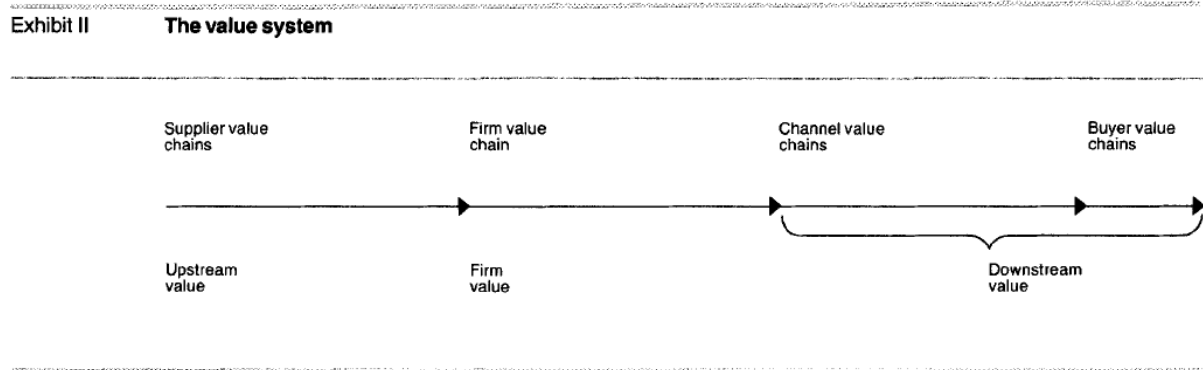 Exhibit II The value system
Supplier value
chains
Firm value
chain
Channel value
chains
Buyer value
chains
Upstream
value
Firm
value
Downstream
value